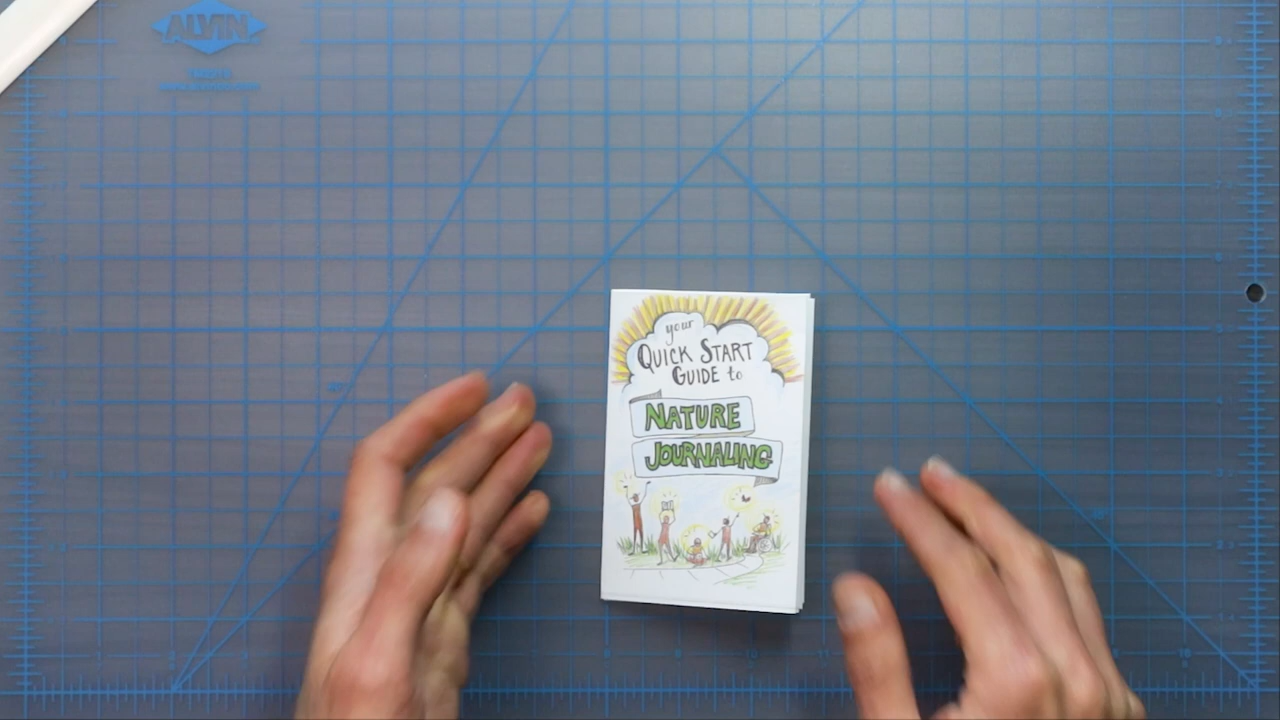 ALVIN
your
QUICK START
GUIDE to
NATURE
JOURNALING